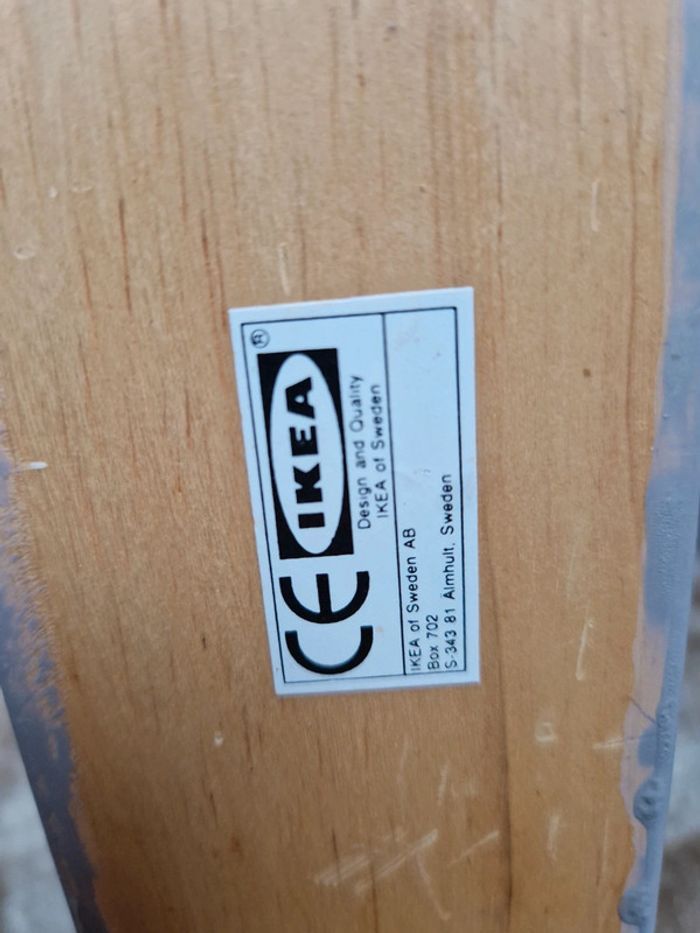 CE IKEA ®
Design and Quality
IKEA of Sweden
IKEA of Sweden AB
Box 702
S-343 81 Älmhult, Sweden